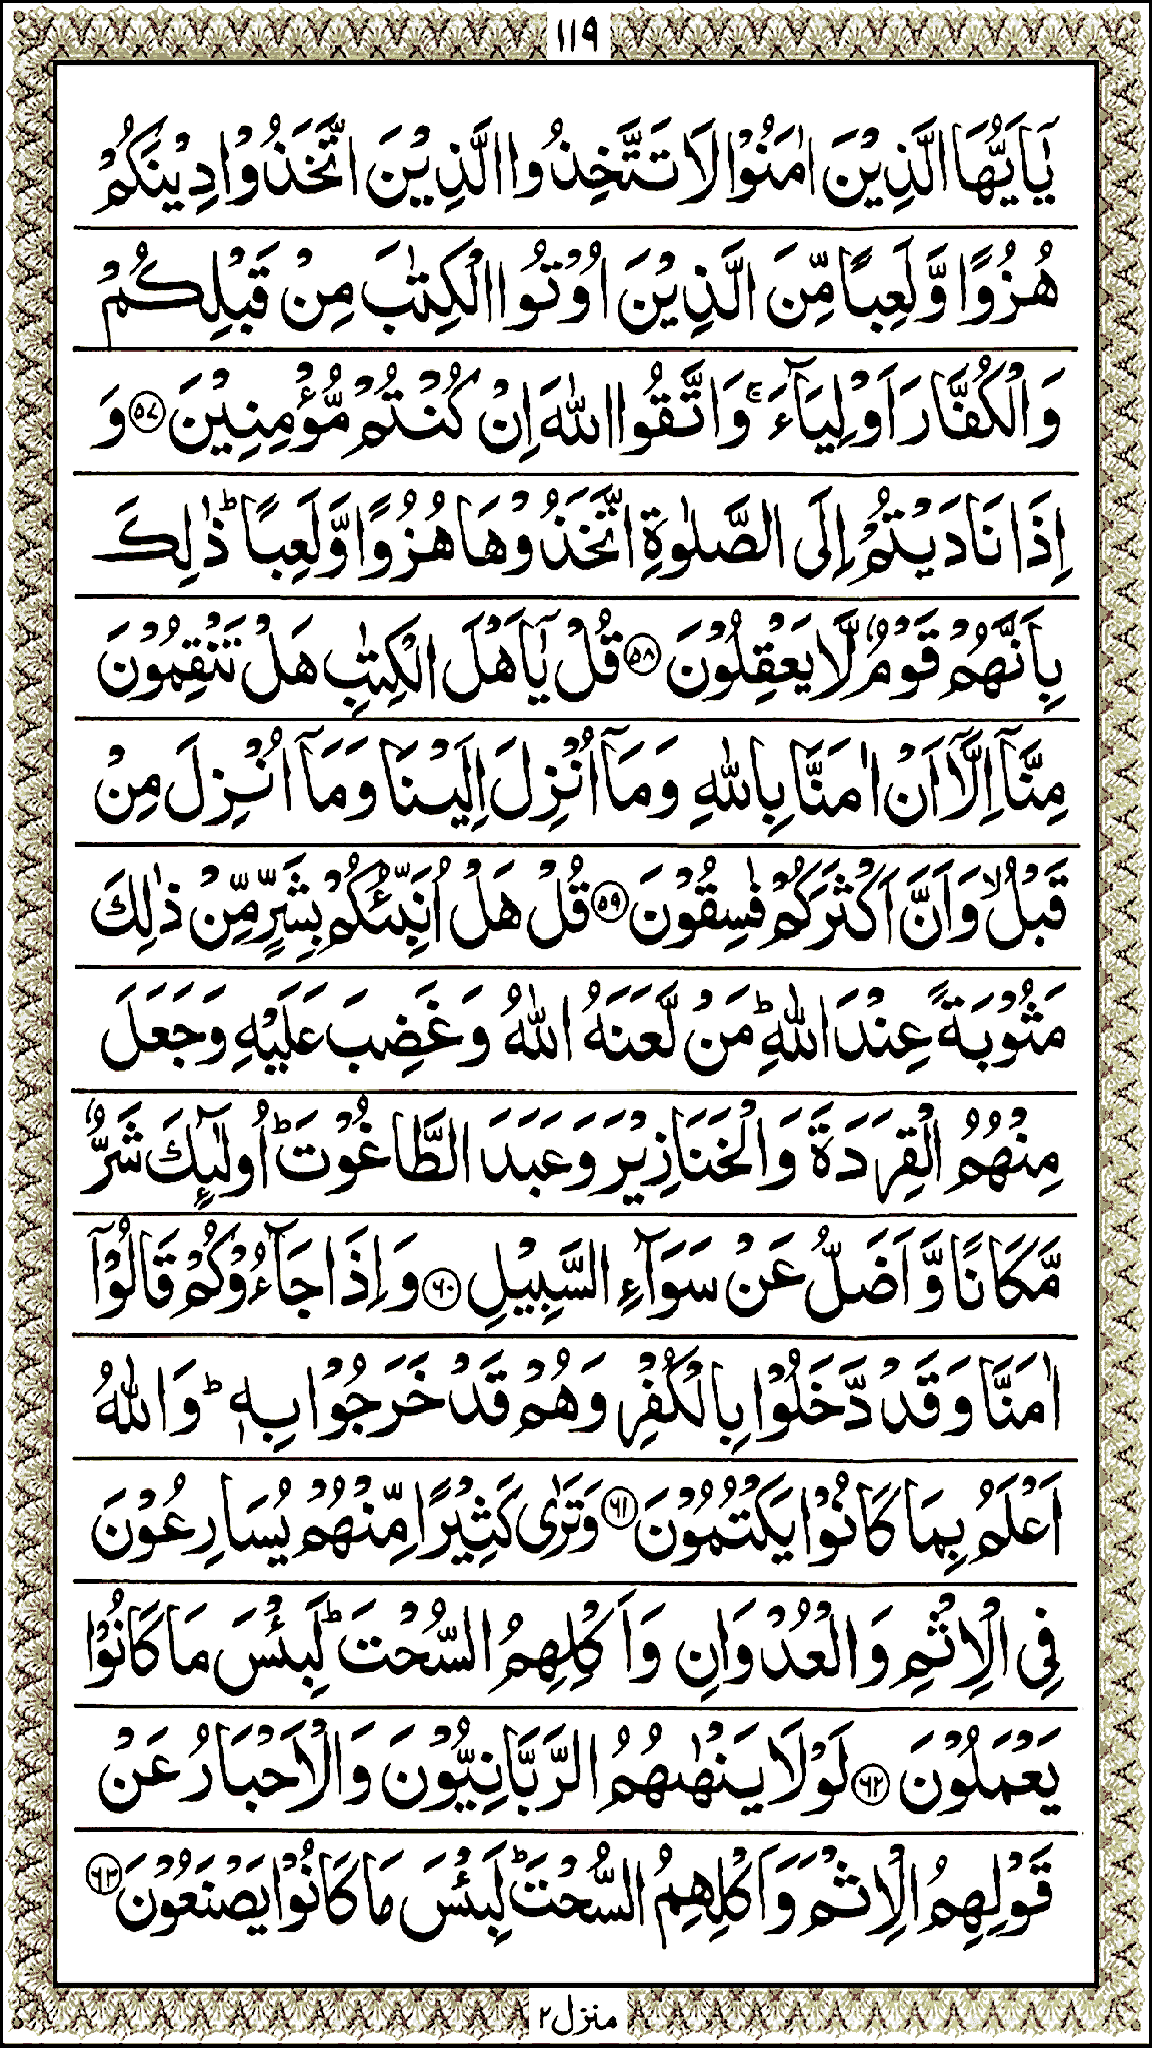 ١١٩
يٰۤاَيُّهَا الَّذِيْنَ اٰمَنُوْا لَا تَتَّخِذُوا الَّذِيْنَ اتَّخَذُوْا دِيْنَكُمْ
هُزُوًا وَّ لَعِبًا مِّنَ الَّذِيْنَ اُوْتُوا الْكِتٰبَ مِنْ قَبْلِكُمْ
وَالْكُفَّارَ اَوْلِيَآءَ ۚ وَاتَّقُوا اللّٰهَ اِنْ كُنْتُمْ مُّؤْمِنِيْنَ ﴿٥٧﴾ وَ
اِذَا نَادَيْتُمْ اِلَى الصَّلٰوةِ اتَّخَذُوْهَا هُزُوًا وَّلَعِبًا ؕ ذٰلِكَ
بِاَنَّهُمْ قَوْمٌ لَّا يَعْقِلُوْنَ ﴿٥٨﴾ قُلْ يٰۤاَهْلَ الْكِتٰبِ هَلْ تَنْقِمُوْنَ
مِنَّاۤ اِلَّاۤ اَنْ اٰمَنَّا بِاللّٰهِ وَمَاۤ اُنْزِلَ اِلَيْنَا وَمَاۤ اُنْزِلَ مِنْ
قَبْلُ ۙ وَاَنَّ اَكْثَرَكُمْ فٰسِقُوْنَ ﴿٥٩﴾ قُلْ هَلْ اُنَبِّئُكُمْ بِشَرٍّ مِّنْ ذٰلِكَ
مَثُوْبَةً عِنْدَ اللّٰهِ ؕ مَنْ لَّعَنَهُ اللّٰهُ وَغَضِبَ عَلَيْهِ وَجَعَلَ
مِنْهُمُ الْقِرَدَةَ وَالْخَنَازِيْرَ وَعَبَدَ الطَّاغُوْتَ ؕ اُولٰٓئِكَ شَرٌّ
مَّكَانًا وَّاَضَلُّ عَنْ سَوَآءِ السَّبِيْلِ ﴿٦٠﴾ وَاِذَا جَآءُوْكُمْ قَالُوْۤا
اٰمَنَّا وَقَدْ دَّخَلُوْا بِالْكُفْرِ وَهُمْ قَدْ خَرَجُوْا بِهٖ ؕ وَاللّٰهُ
اَعْلَمُ بِمَا كَانُوْا يَكْتُمُوْنَ ﴿٦١﴾ وَتَرٰى كَثِيْرًا مِّنْهُمْ يُسَارِعُوْنَ
فِى الْاِثْمِ وَالْعُدْوَانِ وَاَكْلِهِمُ السُّحْتَ ؕ لَبِئْسَ مَا كَانُوْا
يَعْمَلُوْنَ ﴿٦٢﴾ لَوْلَا يَنْهٰىهُمُ الرَّبَّانِيُّوْنَ وَالْاَحْبَارُ عَنْ
قَوْلِهِمُ الْاِثْمَ وَاَكْلِهِمُ السُّحْتَ ؕ لَبِئْسَ مَا كَانُوْا يَصْنَعُوْنَ ﴿٦٣﴾
منزل ٢